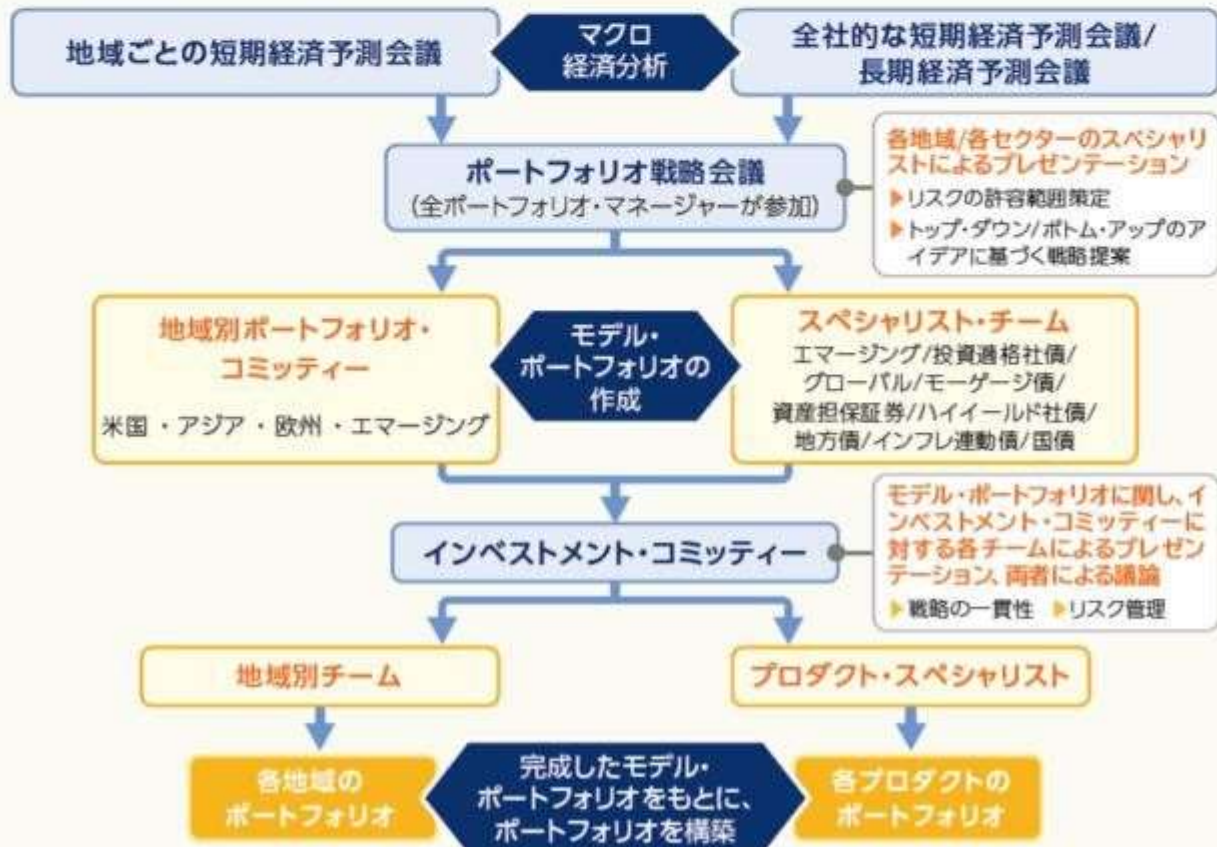 地域ごとの短期経済予測会議
マクロ
経済分析
全社的な短期経済予測会議/
長期経済予測会議
ポートフォリオ戦略会議
(全ポートフォリオ・マネージャーが参加)
各地域/各セクターのスペシャリ
ストによるプレゼンテーション
▶リスクの許容範囲策定
▶トップ・ダウン/ボトム・アップのア
イデアに基づく戦略提案
地域別ポートフォリオ・
コミッティー
米国・アジア・欧州・エマージング
モデル・
ポートフォリオの
作成
スペシャリスト・チーム
エマージング/投資適格社債/
グローバル/モーゲージ債/
資産担保証券/ハイイールド社債/
地方債/インフレ連動債/国債
インベストメント・コミッティー
モデル・ポートフォリオに関し、イ
ンベストメント・コミッティーに
対する各チームによるプレゼン
テーション、両者による議論
▶戦略の一貫性 ▶リスク管理
地域別チーム
プロダクト・スペシャリスト
各地域の
ポートフォリオ
完成したモデル・
ポートフォリオをもとに、
ポートフォリオを構築
各プロダクトの
ポートフォリオ